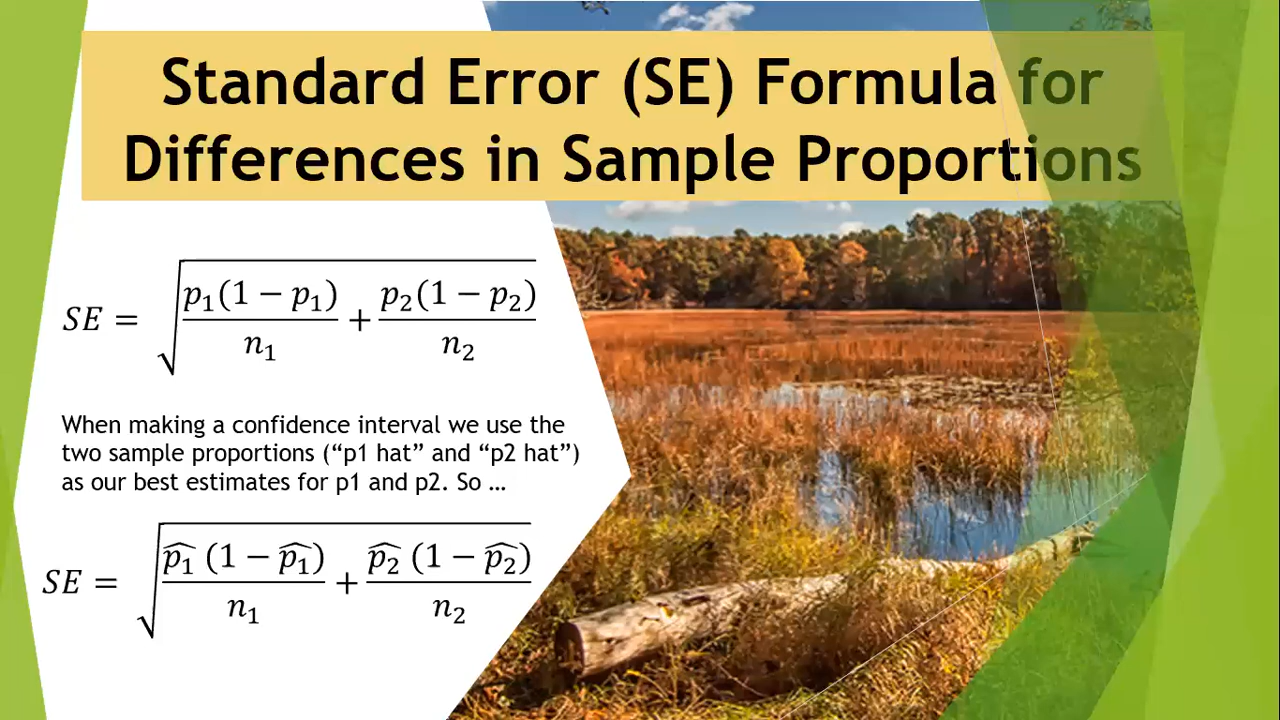 Standard Error (SE) Formula for
Differences in Sample Proportions
SE = √(p₁(1 − p₁)/n₁ + p₂(1 − p₂)/n₂)
When making a confidence interval we use the
two sample proportions (“p1 hat” and “p2 hat”)
as our best estimates for p1 and p2. So …
SE = √(p̂₁ (1 − p̂₁)/n₁ + p̂₂ (1 − p̂₂)/n₂)